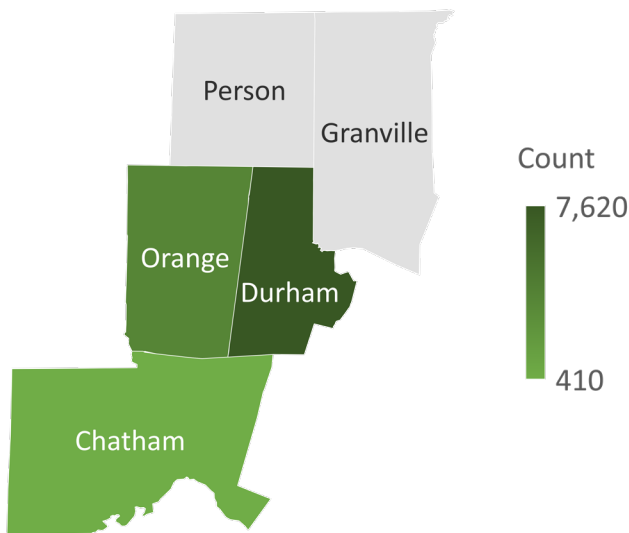 Person
Granville
Count
7,620
Orange
Durham
410
Chatham